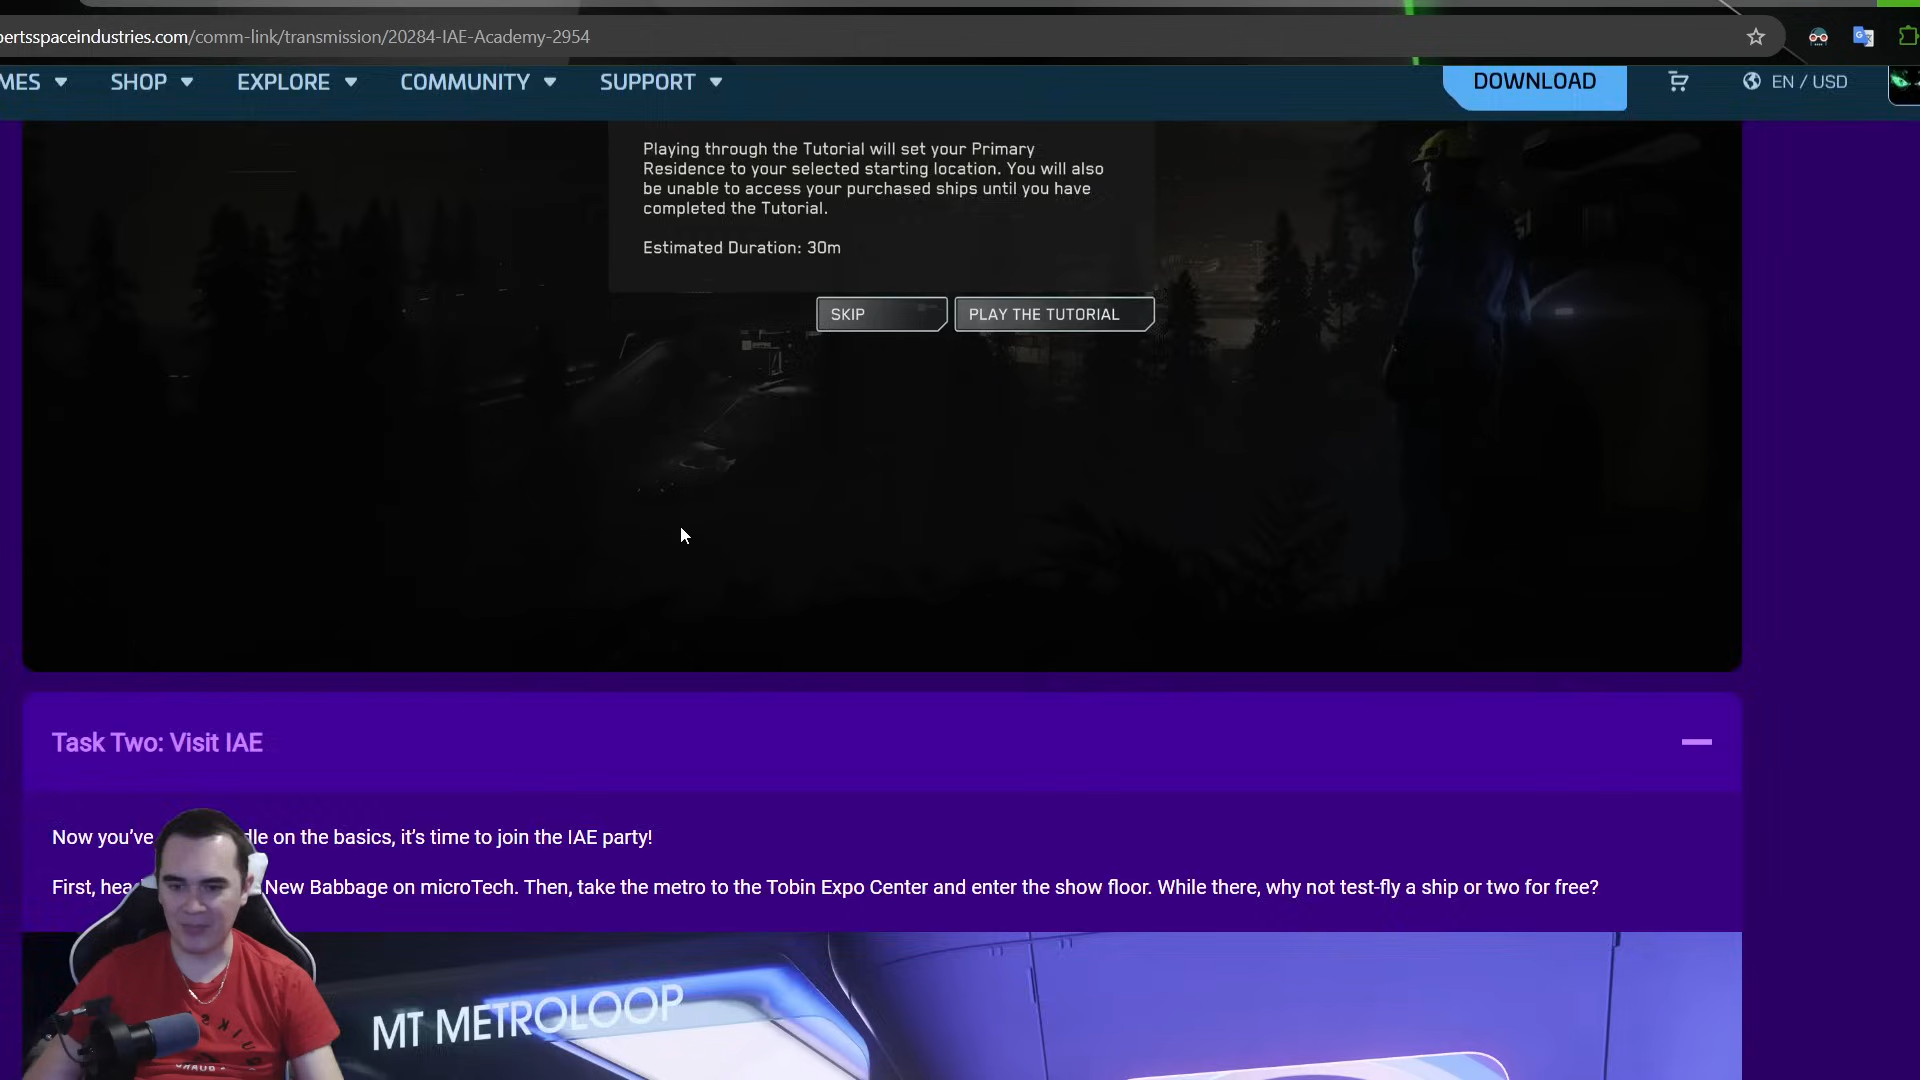 pertsspaceindustries.com/comm-link/transmission/20284-IAE-Academy-2954
MES SHOP EXPLORE COMMUNITY SUPPORT DOWNLOAD EN / USD
Playing through the Tutorial will set your Primary
Residence to your selected starting location. You will also
be unable to access your purchased ships until you have
completed the Tutorial.
Estimated Duration: 30m
SKIP PLAY THE TUTORIAL
Task Two: Visit IAE
Now you've dle on the basics, it's time to join the IAE party!
First, hea New Babbage on microTech. Then, take the metro to the Tobin Expo Center and enter the show floor. While there, why not test-fly a ship or two for free?
MT METROLOOP